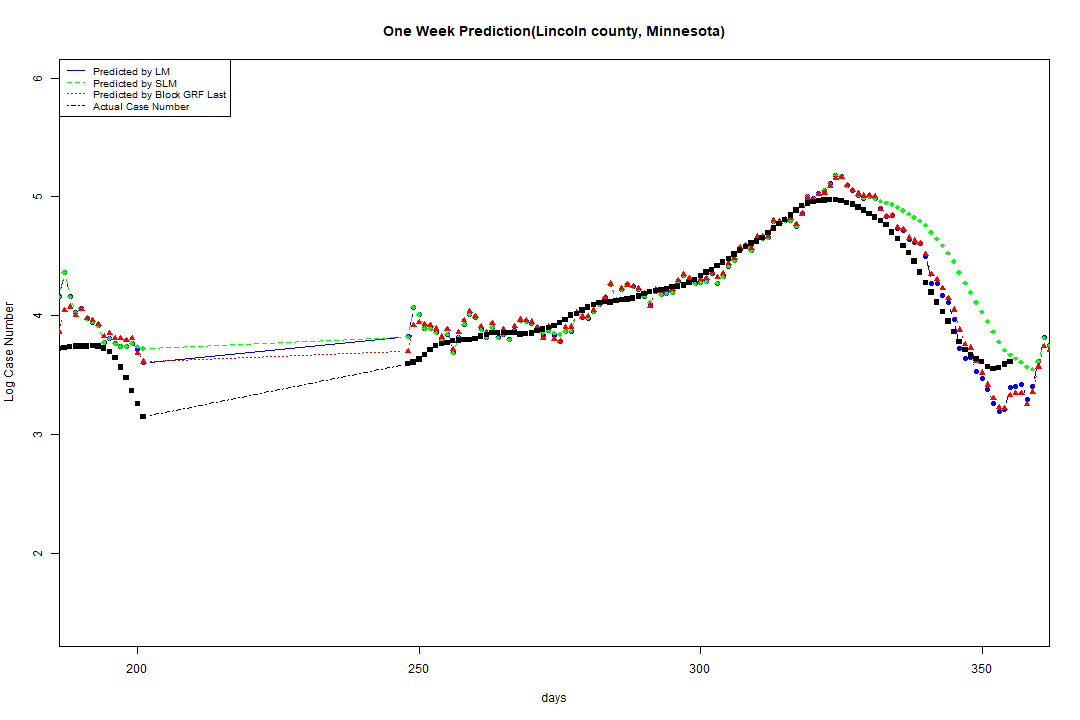 One Week Prediction(Lincoln county, Minnesota)
Predicted by LM
Predicted by SLM
Predicted by Block GRF Last
Actual Case Number
6
5
4
3
2
Log Case Number
200
250
300
350
days